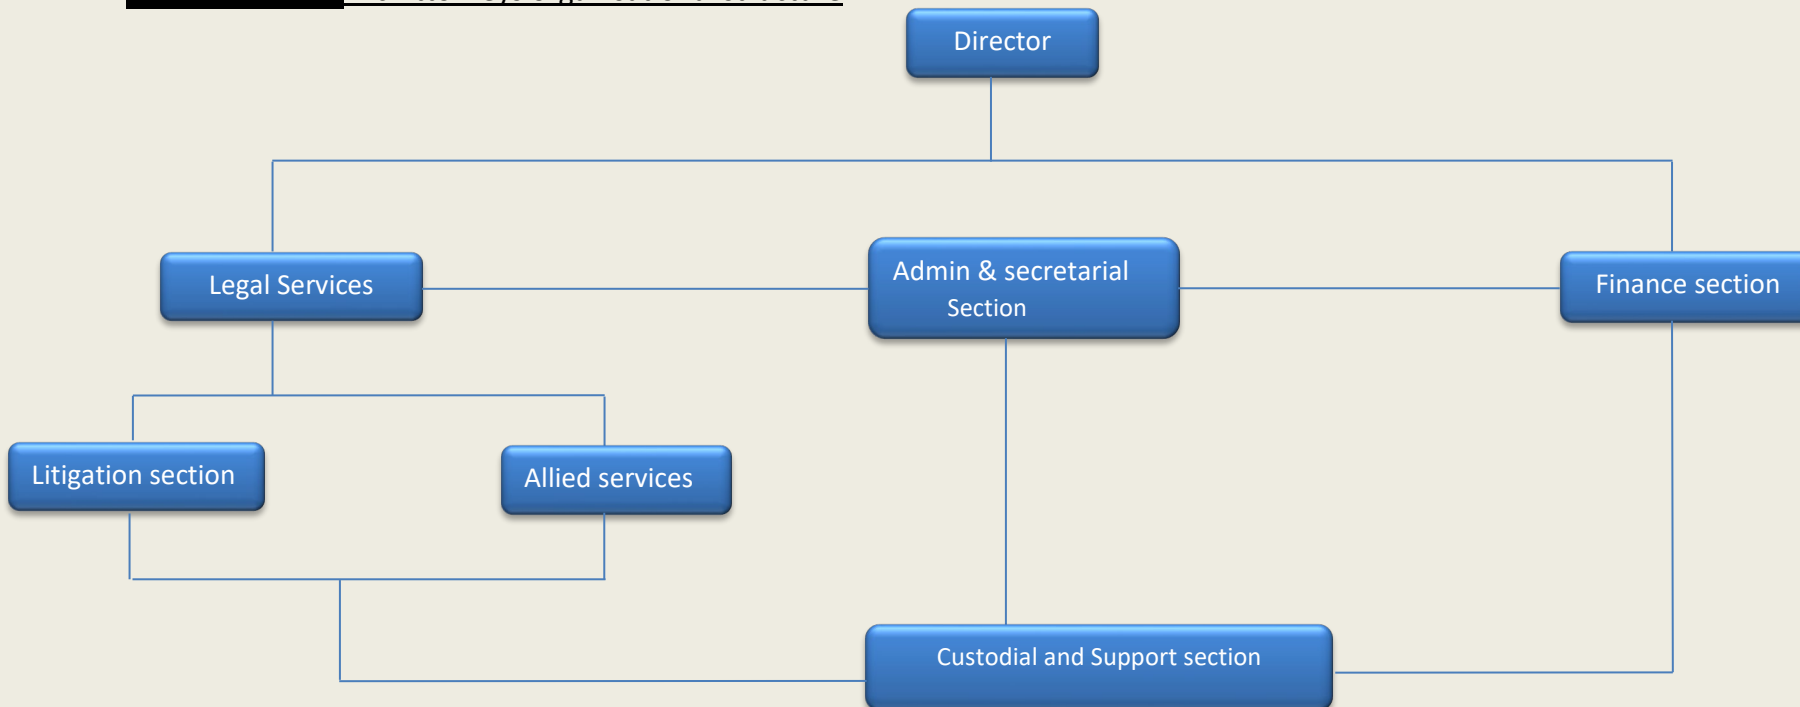 Director
Legal Services
Admin & secretarial
Section
Finance section
Litigation section
Allied services
Custodial and Support section